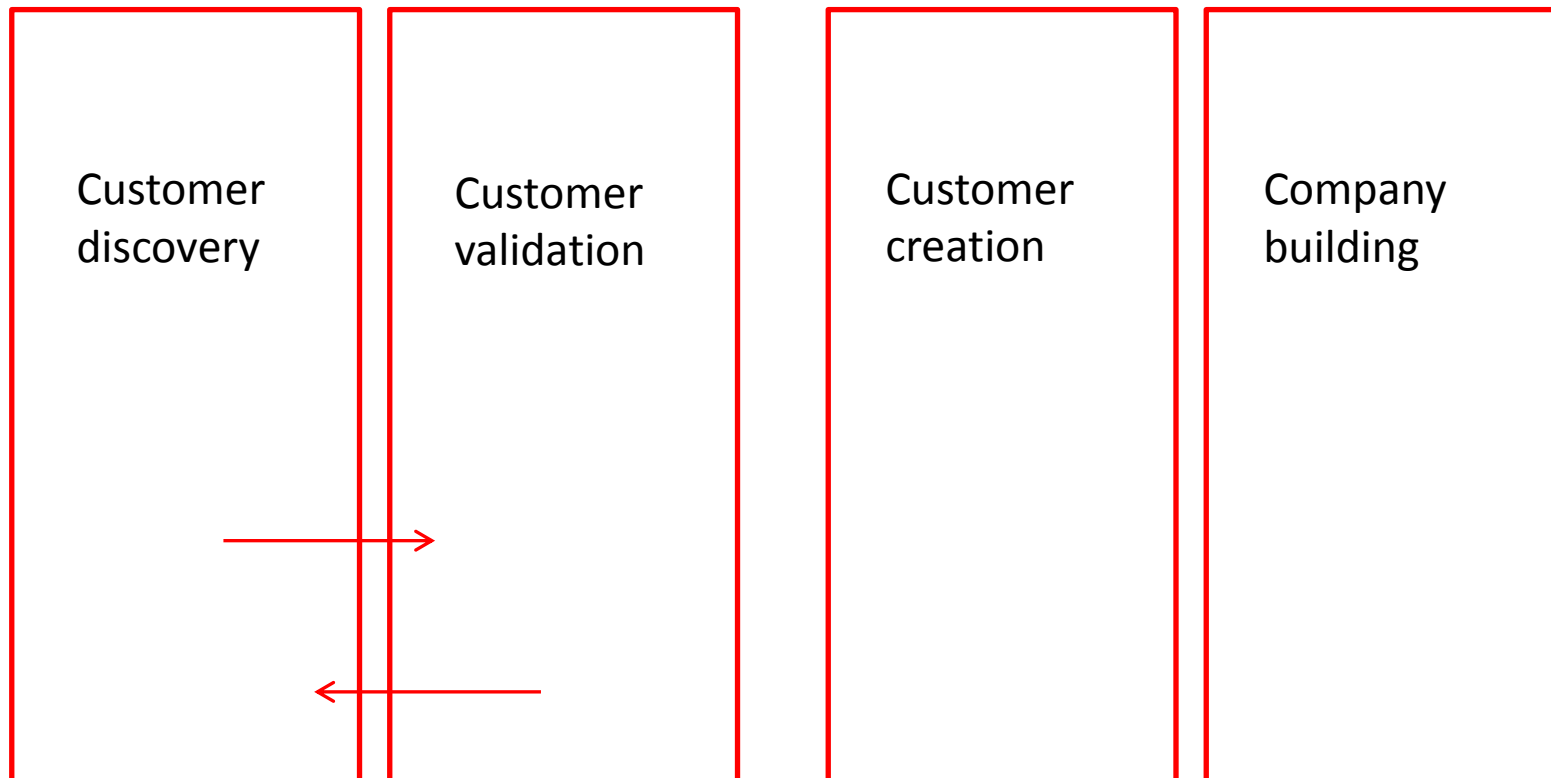 Customer
discovery
Customer
validation
Customer
creation
Company
building